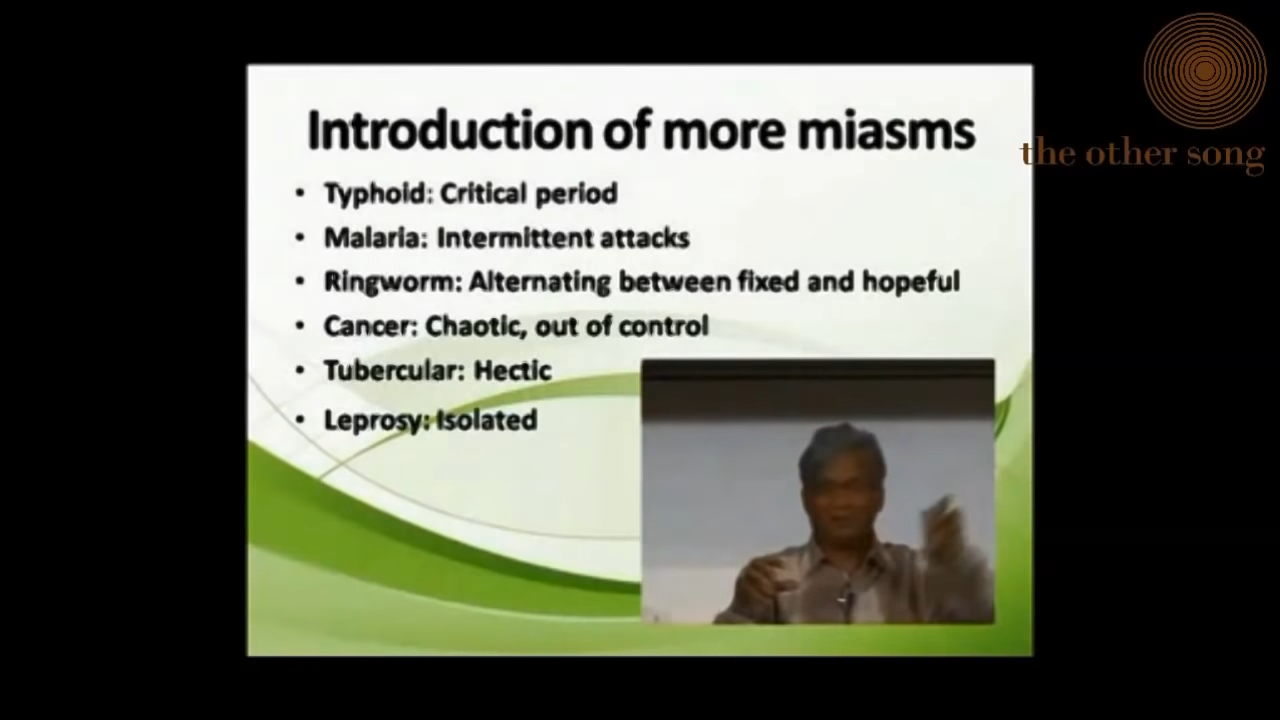 the other song
Introduction of more miasms
• Typhoid: Critical period
• Malaria: Intermittent attacks
• Ringworm: Alternating between fixed and hopeful
• Cancer: Chaotic, out of control
• Tubercular: Hectic
• Leprosy: Isolated